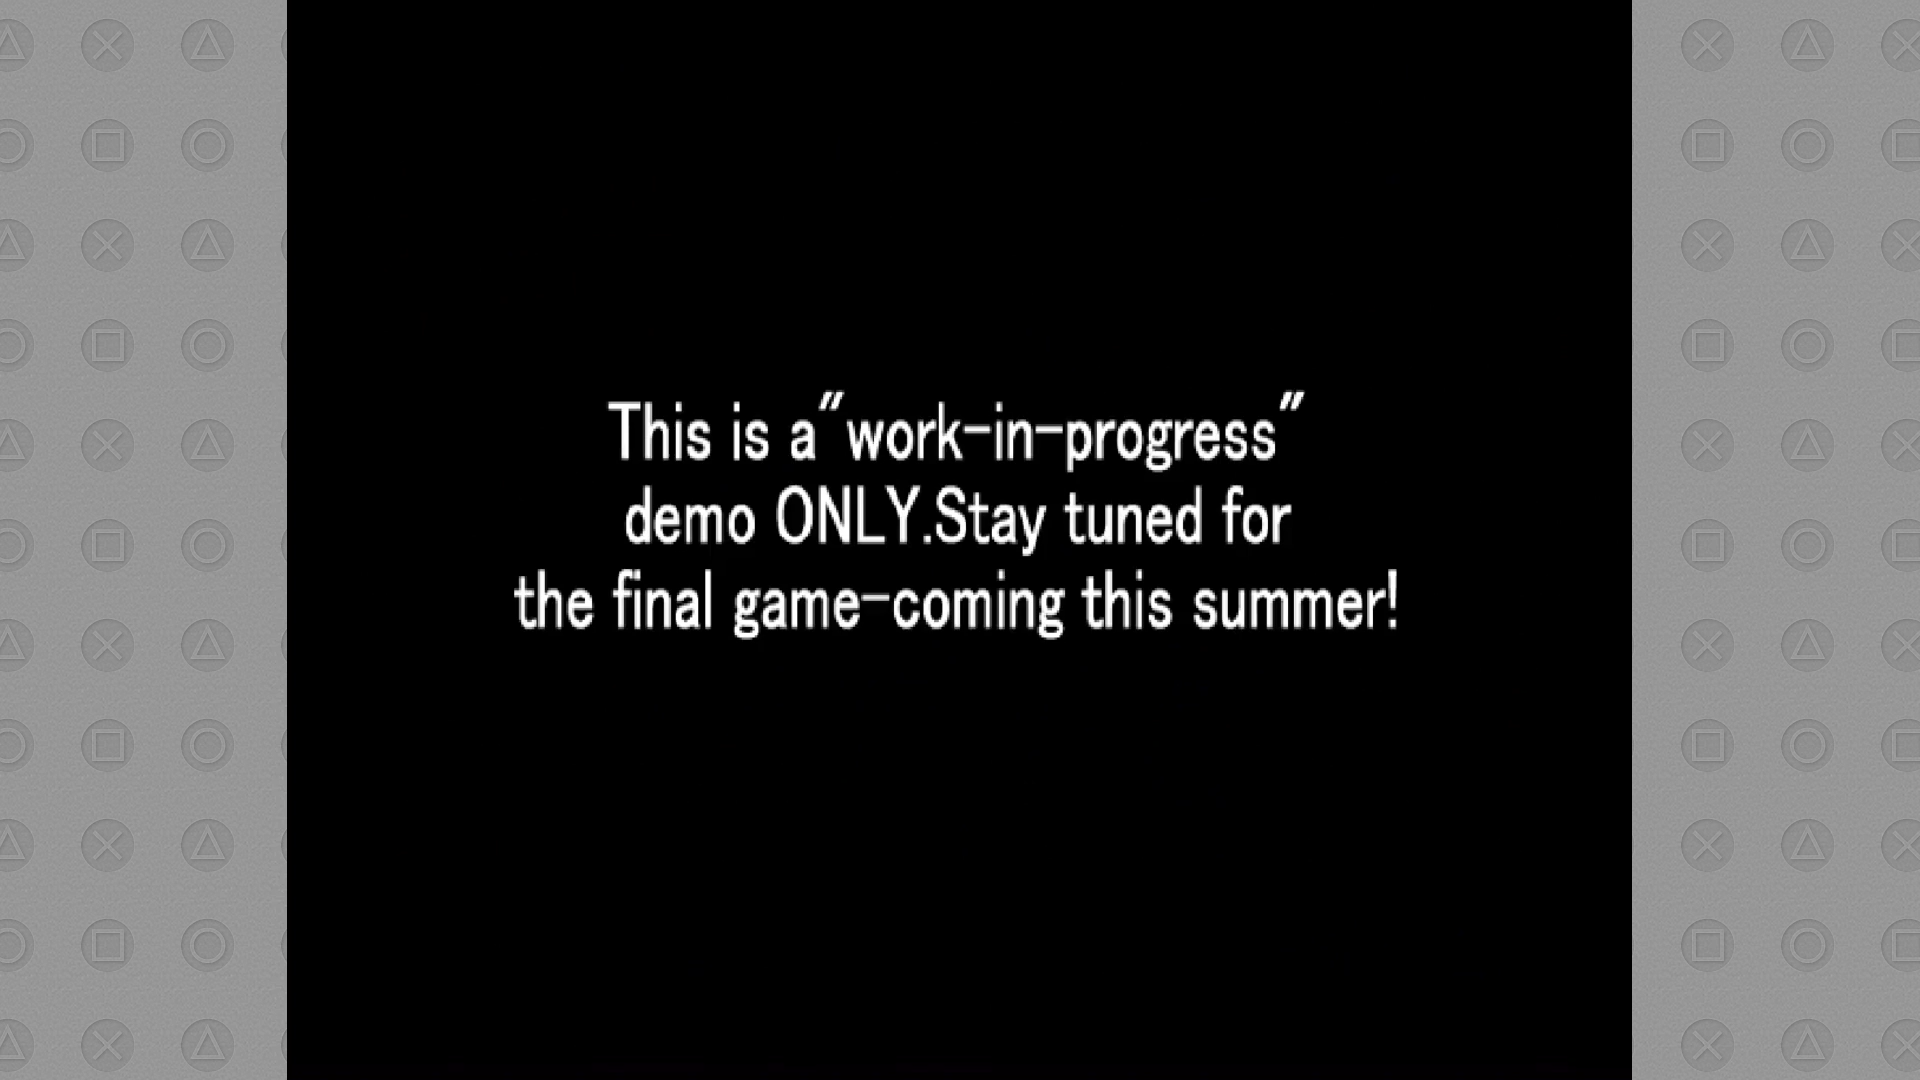 This is a"work-in-progress"
demo ONLY.Stay tuned for
the final game-coming this summer!